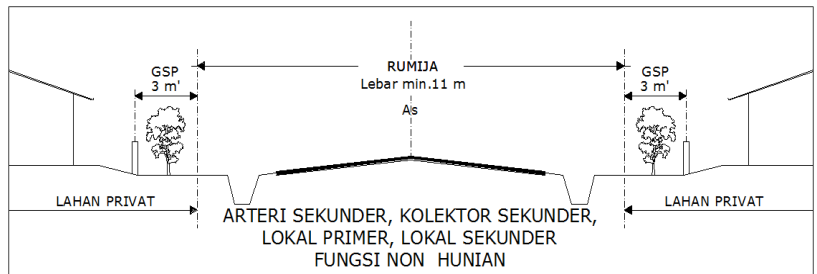 GSP
3 m'
RUMIJA
Lebar min.11 m
As
GSP
3 m'
LAHAN PRIVAT
LAHAN PRIVAT
ARTERI SEKUNDER, KOLEKTOR SEKUNDER,
LOKAL PRIMER, LOKAL SEKUNDER
FUNGSI NON HUNIAN